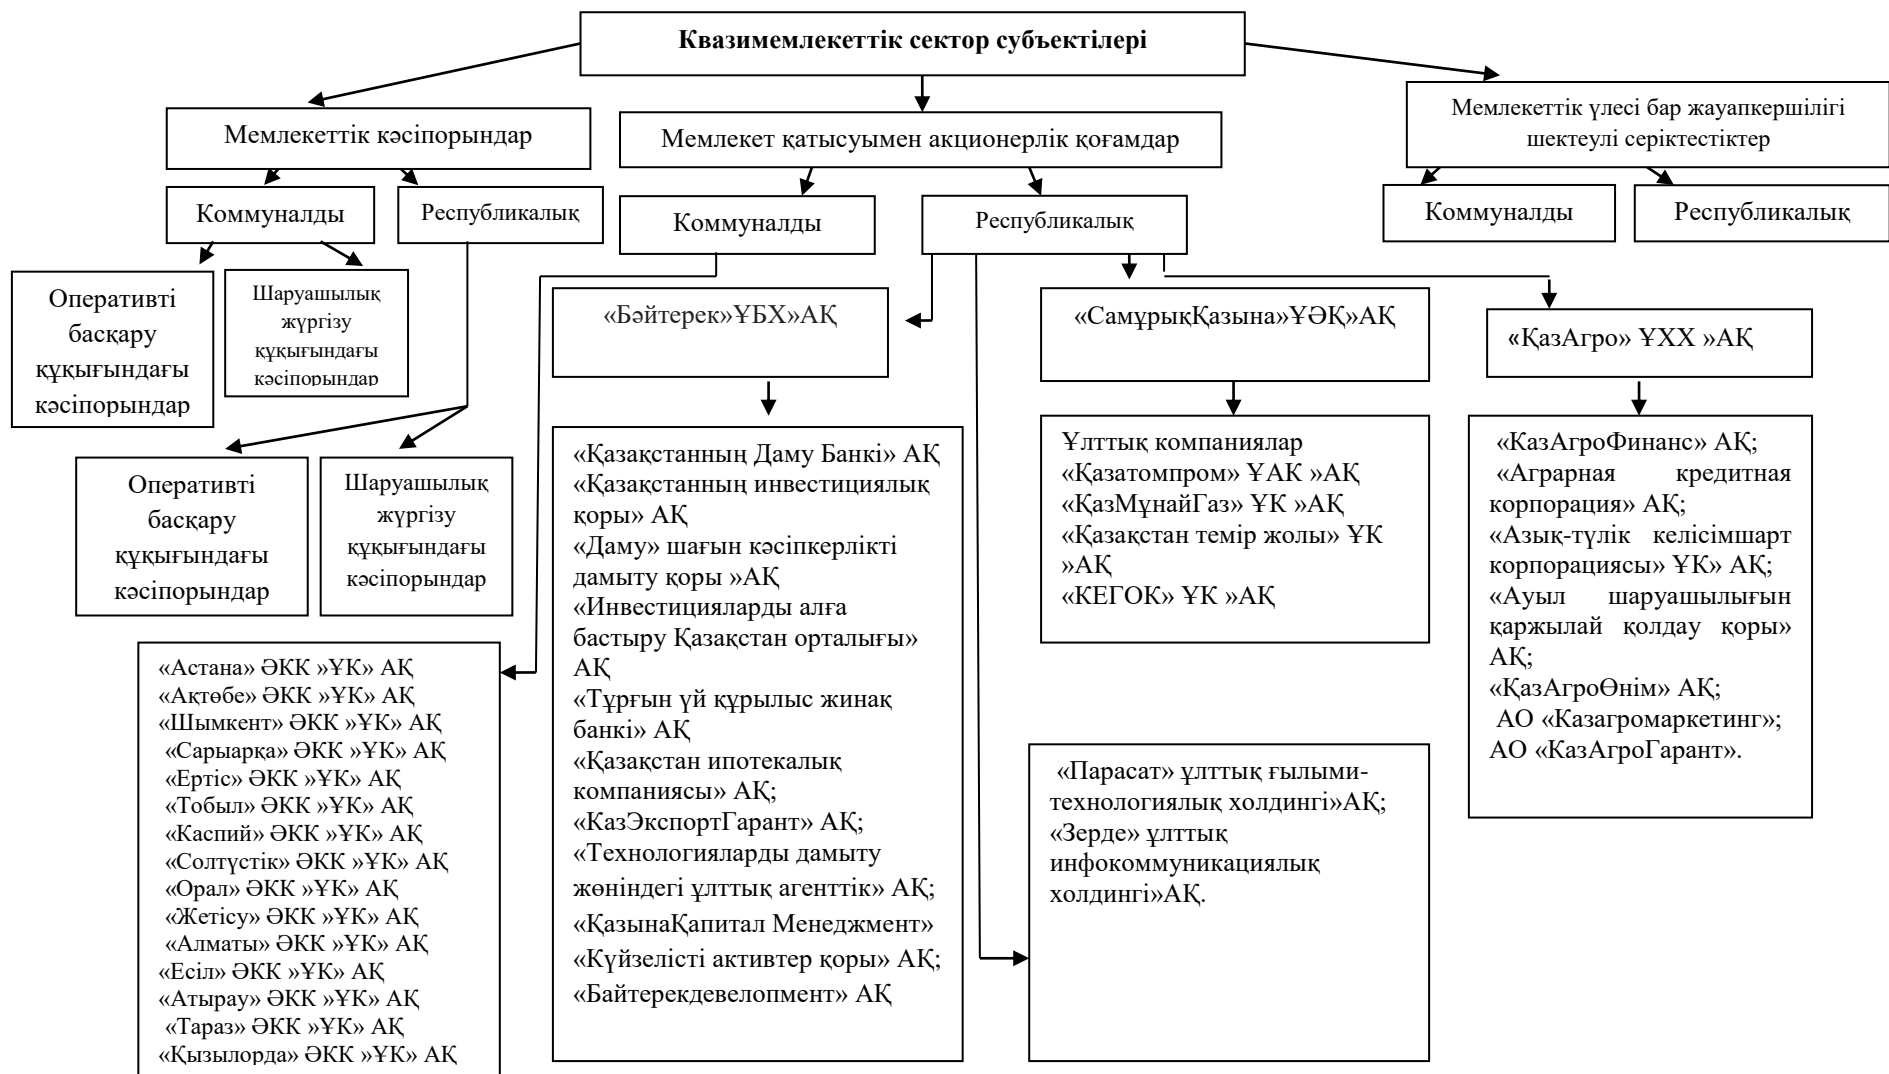 Квазимемлекеттік сектор субъектілері
Мемлекеттік кәсіпорындар
Мемлекет қатысуымен акционерлік қоғамдар
Мемлекеттік үлесі бар жауапкершілігі
шектеулі серіктестіктер
Коммуналды
Республикалық
Коммуналды
Республикалық
Коммуналды
Республикалық
Оперативті
басқару
құқығындағы
кәсіпорындар
Шаруашылық
жүргізу
құқығындағы
кәсіпорындар
«Бәйтерек»ҰБХ»АҚ
«СамұрықҚазына»ҰӘҚ»АҚ
«ҚазАгро» ҰХХ »АҚ
Оперативті
басқару
құқығындағы
кәсіпорындар
Шаруашылық
жүргізу
құқығындағы
кәсіпорындар
«Астана» ӘКК »ҰК» АҚ
«Ақтөбе» ӘКК »ҰК» АҚ
«Шымкент» ӘКК »ҰК» АҚ
«Сарыарқа» ӘКК »ҰК» АҚ
«Ертіс» ӘКК »ҰК» АҚ
«Тобыл» ӘКК »ҰК» АҚ
«Каспий» ӘКК »ҰК» АҚ
«Солтүстік» ӘКК »ҰК» АҚ
«Орал» ӘКК »ҰК» АҚ
«Жетісу» ӘКК »ҰК» АҚ
«Алматы» ӘКК »ҰК» АҚ
«Есіл» ӘКК »ҰК» АҚ
«Атырау» ӘКК »ҰК» АҚ
«Тараз» ӘКК »ҰК» АҚ
«Қызылорда» ӘКК »ҰК» АҚ
«Қазақстанның Даму Банкі» АҚ
«Қазақстанның инвестициялық
қоры» АҚ
«Даму» шағын кәсіпкерлікті
дамыту қоры »АҚ
«Инвестицияларды алға
бастыру Қазақстан орталығы»
АҚ
«Тұрғын үй құрылыс жинақ
банкі» АҚ
«Қазақстан ипотекалық
компаниясы» АҚ;
«КазЭкспортГарант» АҚ;
«Технологияларды дамыту
жөніндегі ұлттық агенттік» АҚ;
«ҚазынаҚапитал Менеджмент»
«Күйзелісті активтер қоры» АҚ;
«Байтерекдевелопмент» АҚ
Ұлттық компаниялар
«Қазатомпром» ҰАК »АҚ
«ҚазМұнайГаз» ҰК »АҚ
«Қазақстан темір жолы» ҰК
»АҚ
«КЕГОК» ҰК »АҚ
«Парасат» ұлттық ғылыми-
технологиялық холдингі»АҚ;
«Зерде» ұлттық
инфокоммуникациялық
холдингі»АҚ.
«КазАгроФинанс» АҚ;
«Аграрная кредитная
корпорация» АҚ;
«Азық-түлік келісімшарт
корпорациясы» ҰК» АҚ;
«Ауыл шаруашылығын
қаржылай қолдау қоры»
АҚ;
«ҚазАгроӨнім» АҚ;
АО «Казагромаркетинг»;
АО «КазАгроГарант».